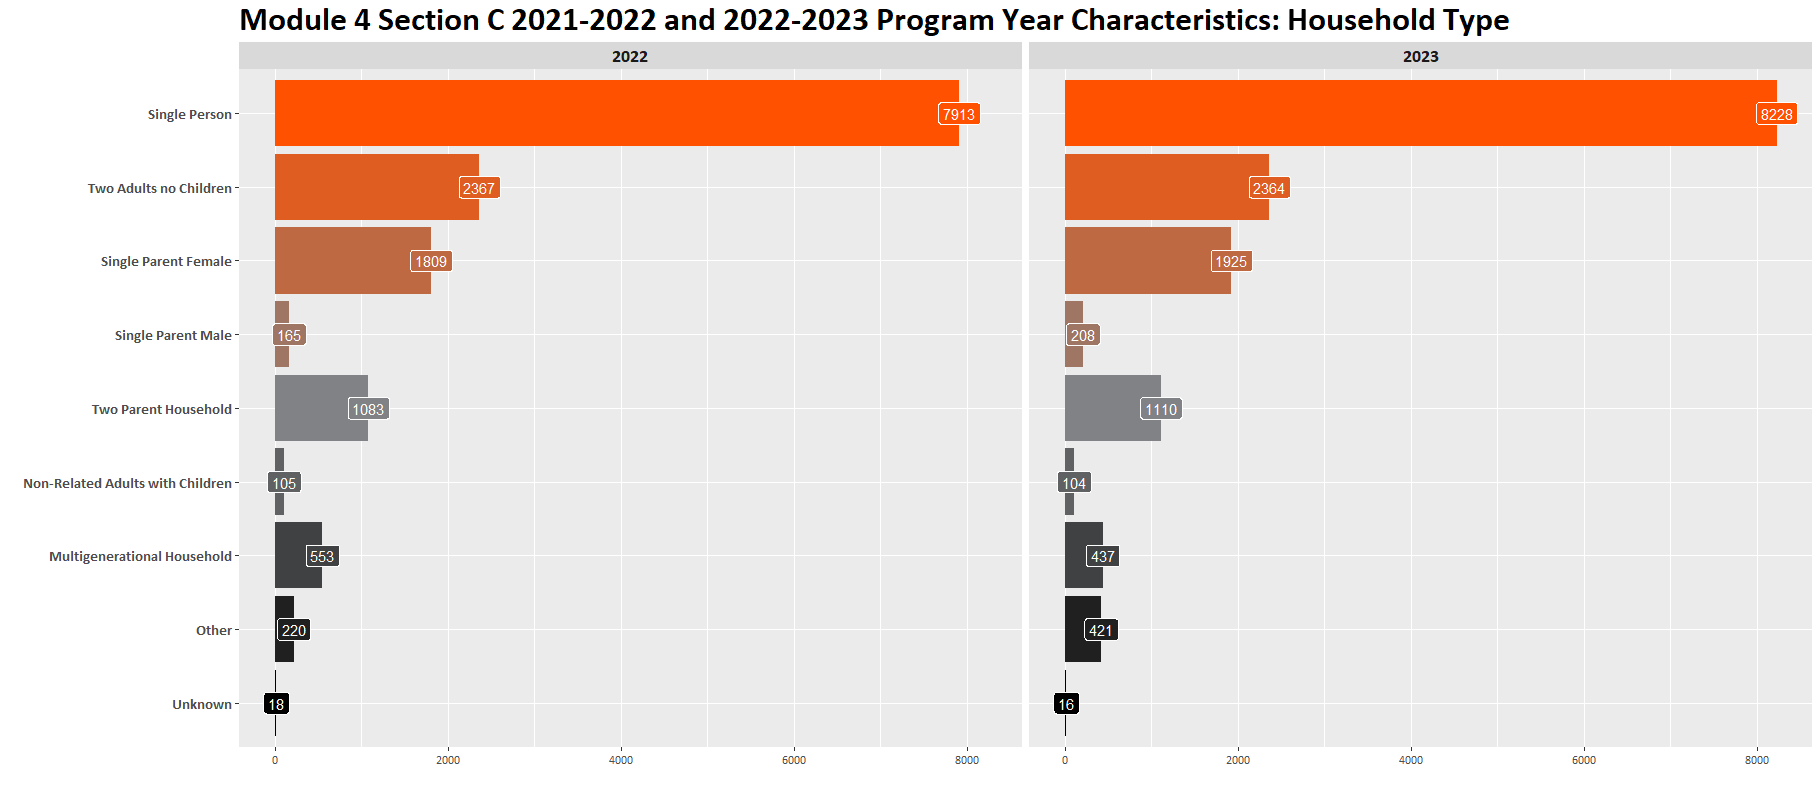 Module 4 Section C 2021-2022 and 2022-2023 Program Year Characteristics: Household Type
2022 2023
Single Person 7913 8228
Two Adults no Children 2367 2364
Single Parent Female 1809 1925
Single Parent Male 165 208
Two Parent Household 1083 1110
Non-Related Adults with Children 105 104
Multigenerational Household 553 437
Other 220 421
Unknown 18 16
0 2000 4000 6000 8000 0 2000 4000 6000 8000